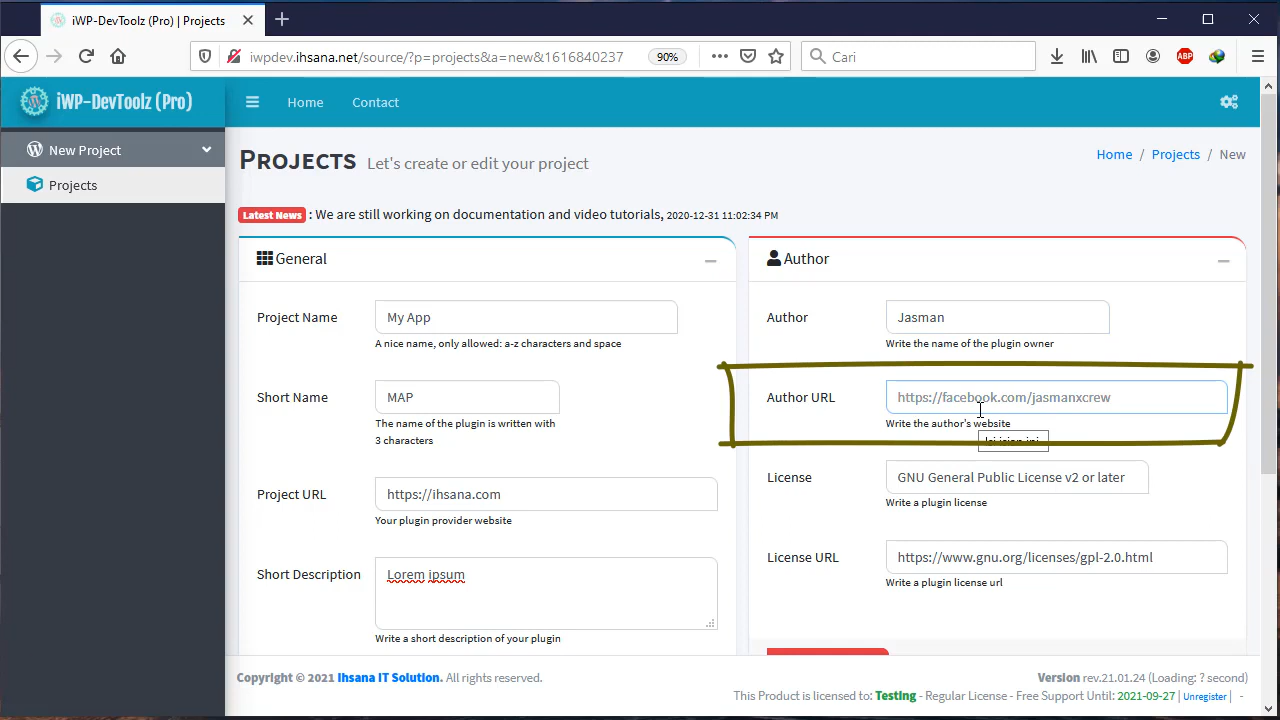 iWP-DevToolz (Pro) | Projects
iwpdev.ihsana.net/source/?p=projects&a=new&1616840237
90%
Cari
ABP
iWP-DevToolz (Pro)
Home
Contact
New Project
Projects
Projects Let's create or edit your project
Home / Projects / New
Latest News : We are still working on documentation and video tutorials, 2020-12-31 11:02:34 PM
General
Project Name
My App
A nice name, only allowed: a-z characters and space
Short Name
MAP
The name of the plugin is written with
3 characters
Project URL
https://ihsana.com
Your plugin provider website
Short Description
Lorem ipsum
Write a short description of your plugin
Author
Author
Jasman
Write the name of the plugin owner
Author URL
https://facebook.com/jasmanxcrew
Write the author's website
License
GNU General Public License v2 or later
Write a plugin license
License URL
https://www.gnu.org/licenses/gpl-2.0.html
Write a plugin license url
Copyright © 2021 Ihsana IT Solution. All rights reserved.
Version rev.21.01.24 (Loading: ? second)
This Product is licensed to: Testing - Regular License - Free Support Until: 2021-09-27 | Unregister | -